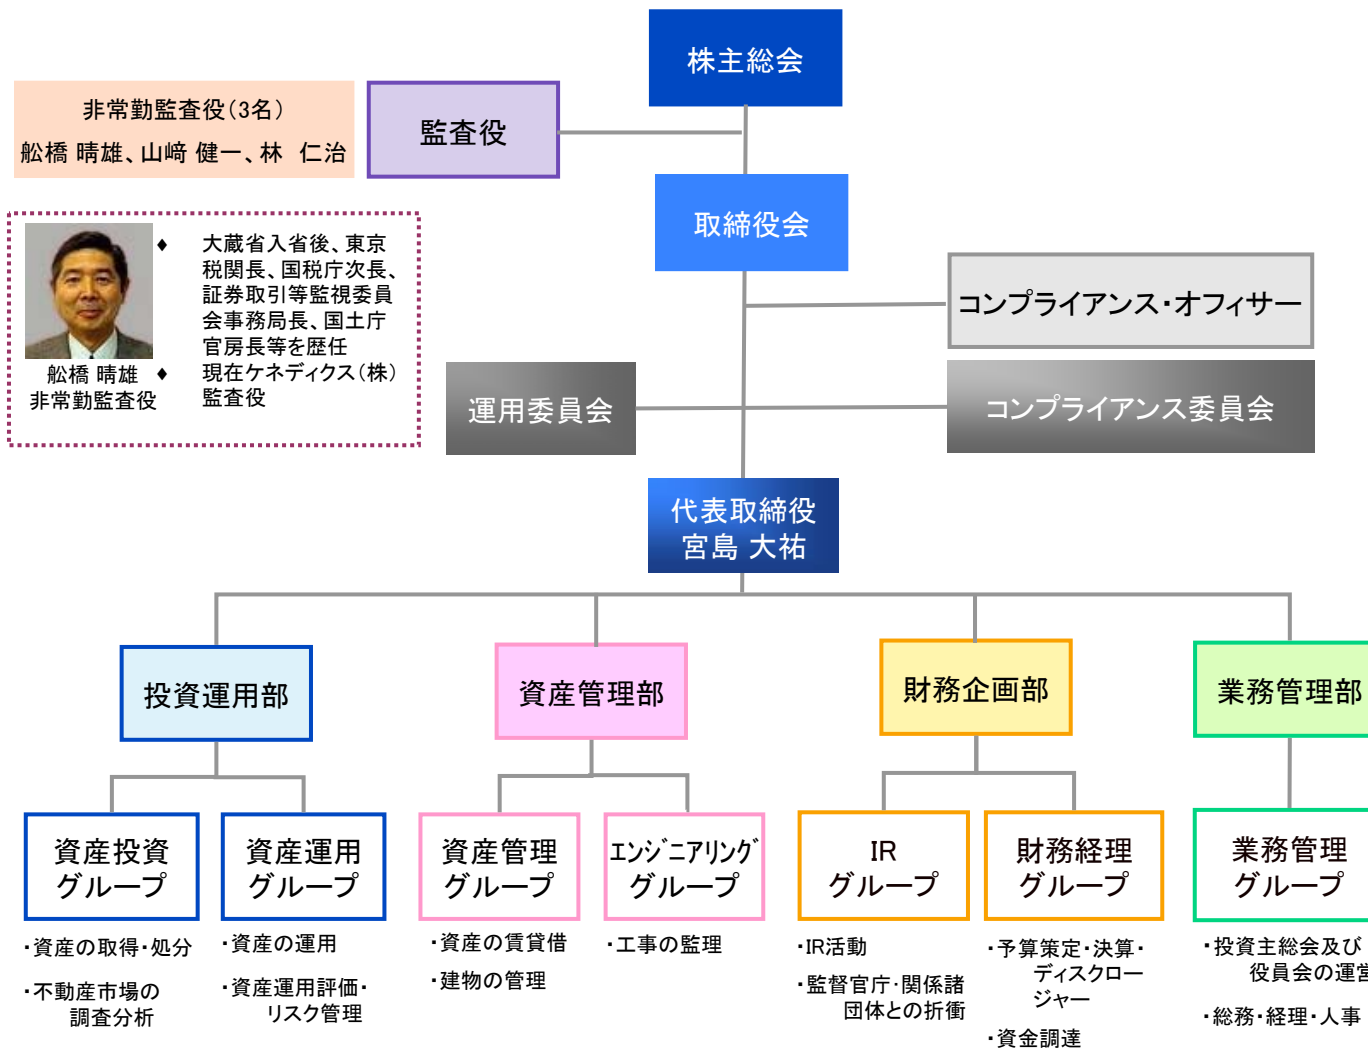 株主総会
非常勤監査役(3名)
舩橋 晴雄、山﨑 健一、林 仁治
監査役
取締役会
♦ 大蔵省入省後、東京
税関長、国税庁次長、
証券取引等監視委員
会事務局長、国土庁
官房長等を歴任
♦ 現在ケネディクス(株)
監査役
舩橋 晴雄
非常勤監査役
コンプライアンス・オフィサー
運用委員会
コンプライアンス委員会
代表取締役
宮島 大祐
投資運用部
資産管理部
財務企画部
業務管理部
資産投資
グループ
資産運用
グループ
資産管理
グループ
エンジニアリング
グループ
IR
グループ
財務経理
グループ
業務管理
グループ
・資産の取得・処分
・不動産市場の
調査分析
・資産の運用
・資産運用評価・
リスク管理
・資産の賃貸借
・建物の管理
・工事の監理
・IR活動
・監督官庁・関係諸
団体との折衝
・予算策定・決算・
ディスクロー
ジャー
・資金調達
・投資主総会及び
役員会の運営
・総務・経理・人事